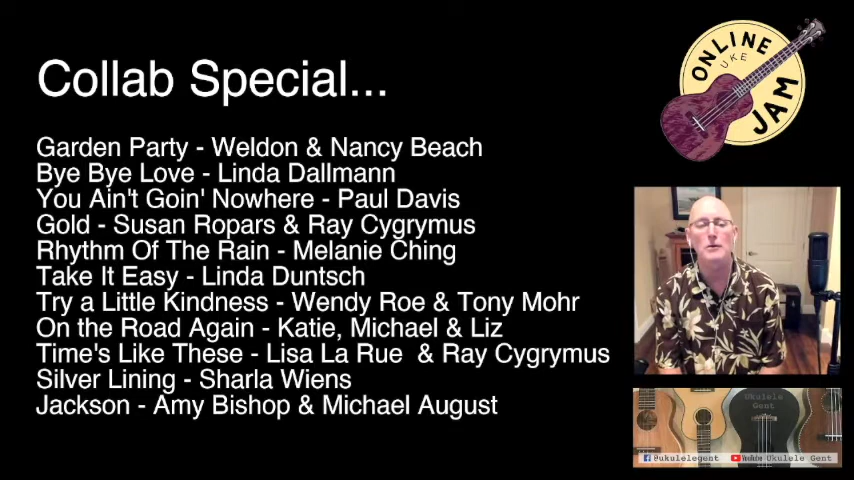 Collab Special...
Garden Party - Weldon & Nancy Beach
Bye Bye Love - Linda Dallmann
You Ain't Goin' Nowhere - Paul Davis
Gold - Susan Ropars & Ray Cygrymus
Rhythm Of The Rain - Melanie Ching
Take It Easy - Linda Duntsch
Try a Little Kindness - Wendy Roe & Tony Mohr
On the Road Again - Katie, Michael & Liz
Time's Like These - Lisa La Rue & Ray Cygrymus
Silver Lining - Sharla Wiens
Jackson - Amy Bishop & Michael August
ONLINE
UKE
JAM
Ukulele
Gent
@ukulelegent
YouTube Ukulele Gent